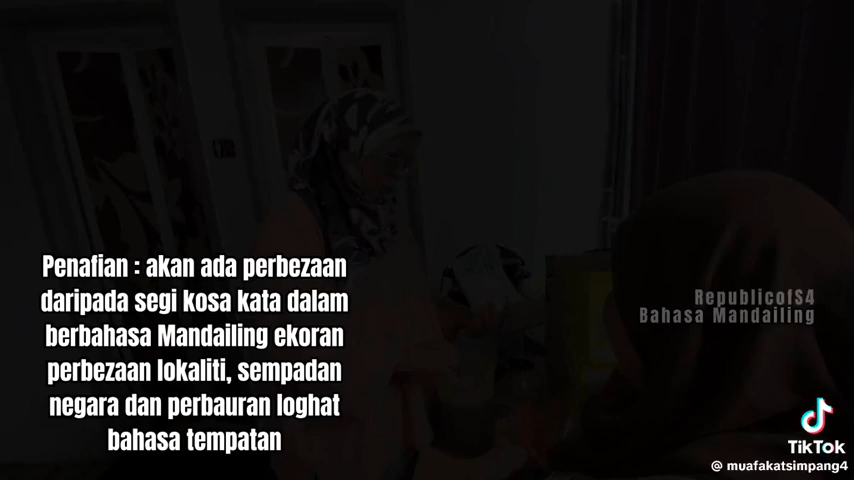 Penafian : akan ada perbezaan
daripada segi kosa kata dalam
berbahasa Mandailing ekoran
perbezaan lokaliti, sempadan
negara dan perbauran loghat
bahasa tempatan
RepublicofS4
Bahasa Mandailing
TikTok
@ muafakatsimpang4